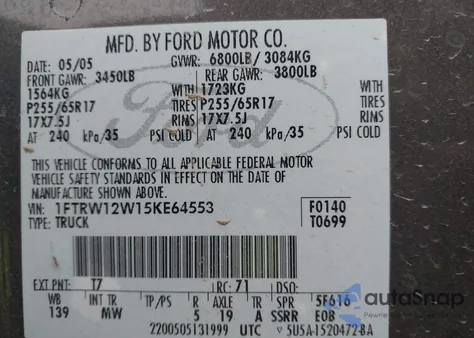 MFD. BY FORD MOTOR CO.
DATE: 05/05 GVWR: 6800LB/ 3084KG
FRONT GAWR: 3450LB REAR GAWR: 3800LB
1564KG WITH 1723KG WITH
P255/65R17 TIRES P255/65R17 TIRES
17X7.5J RIMS 17X7.5J RIMS
AT 240 kPa/35 PSI COLD AT 240 kPa/35 PSI COLD
Ford
THIS VEHICLE CONFORMS TO ALL APPLICABLE FEDERAL MOTOR
VEHICLE SAFETY STANDARDS IN EFFECT ON THE DATE OF
MANUFACTURE SHOWN ABOVE.
VIN: 1FTRW12W15KE64553 F0140
TYPE: TRUCK T0699
EXT PNT: T7 RC: 71 DSO:
WB INT TR TP/PS R AXLE TR SPR 5F616
139 MW 5 19 A SSRR E0B
2200505131999 UTC 5U5A-1520472-BA
autoSnap